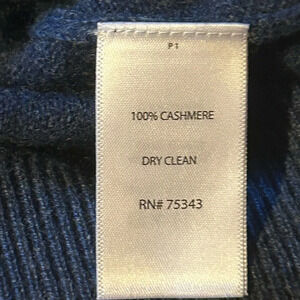 P1
100% CASHMERE
DRY CLEAN
RN# 75343